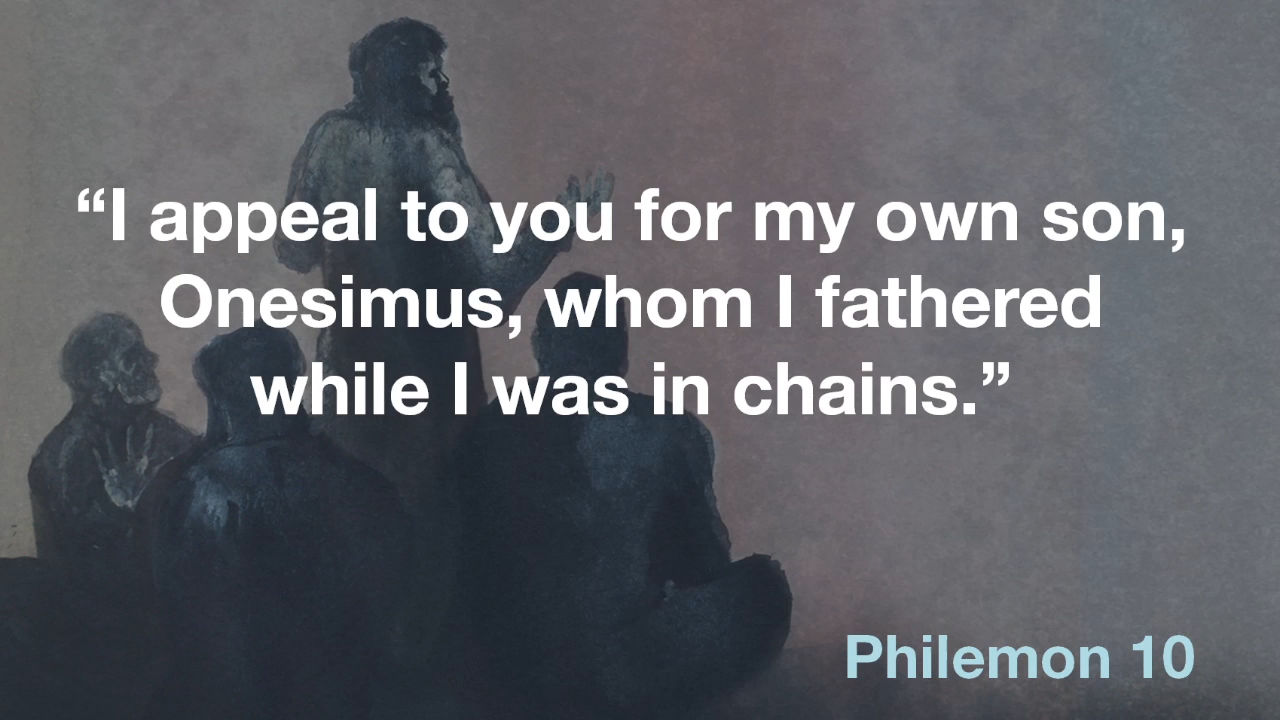 “I appeal to you for my own son,
Onesimus, whom I fathered
while I was in chains.”
Philemon 10